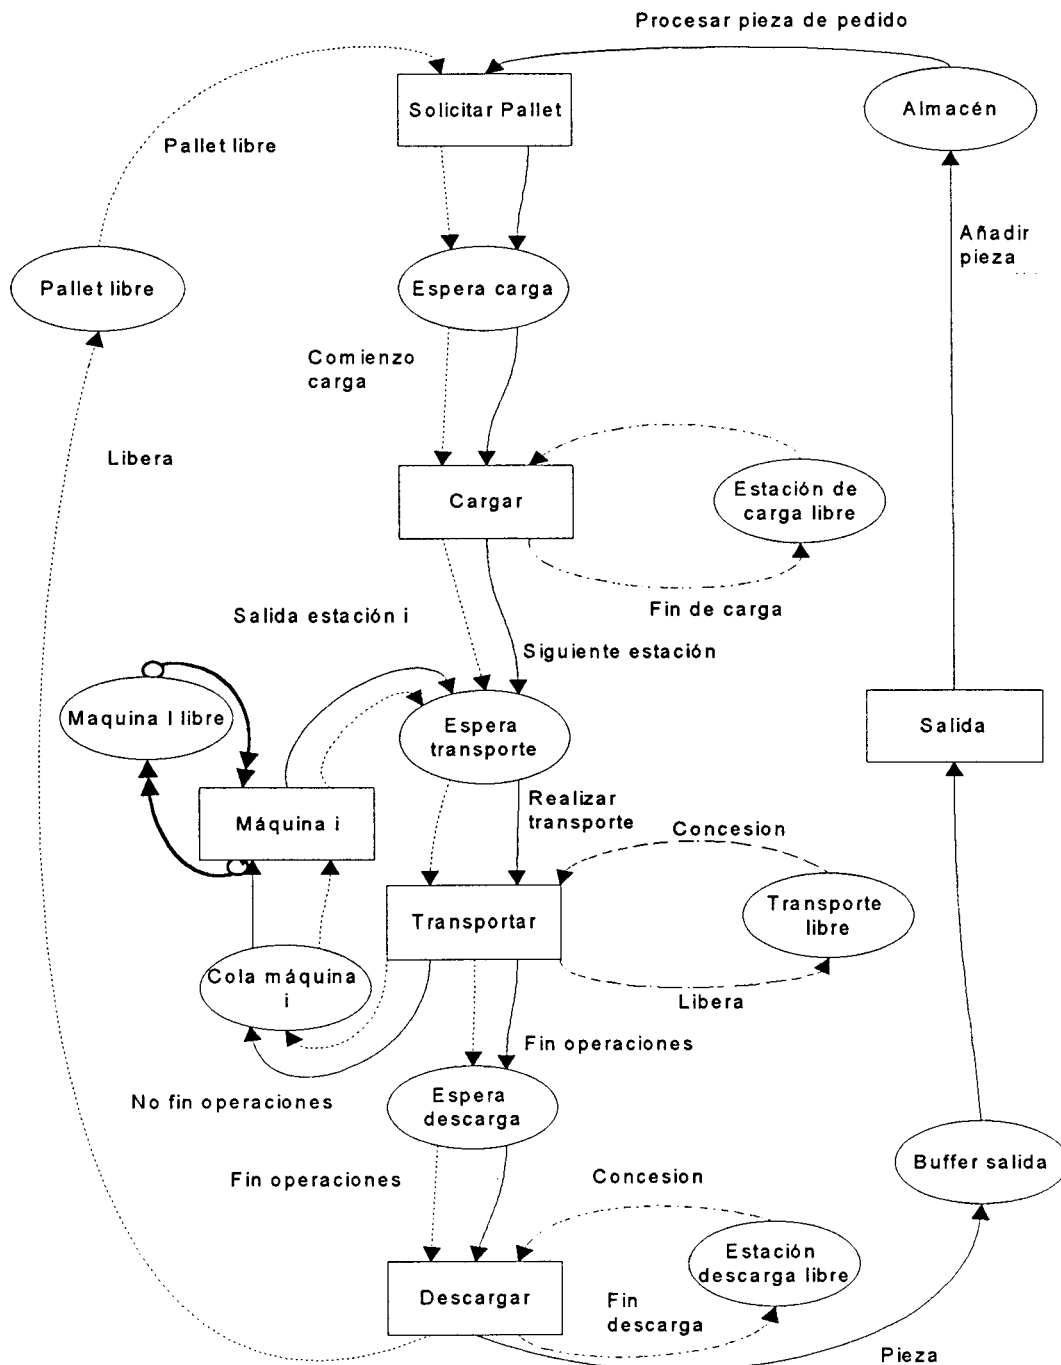 Procesar pieza de pedido
Solicitar Pallet
Almacén
Pallet libre
Añadir
pieza
Pallet libre
Espera carga
Comienzo
carga
Libera
Cargar
Estación de
carga libre
Fin de carga
Salida estación i
Siguiente estación
Maquina I libre
Espera
transporte
Salida
Máquina i
Realizar
transporte
Concesion
Transportar
Transporte
libre
Cola máquina
i
Libera
Fin operaciones
No fin operaciones
Espera
descarga
Buffer salida
Fin operaciones
Concesion
Estación
descarga libre
Descargar
Fin
descarga
Pieza